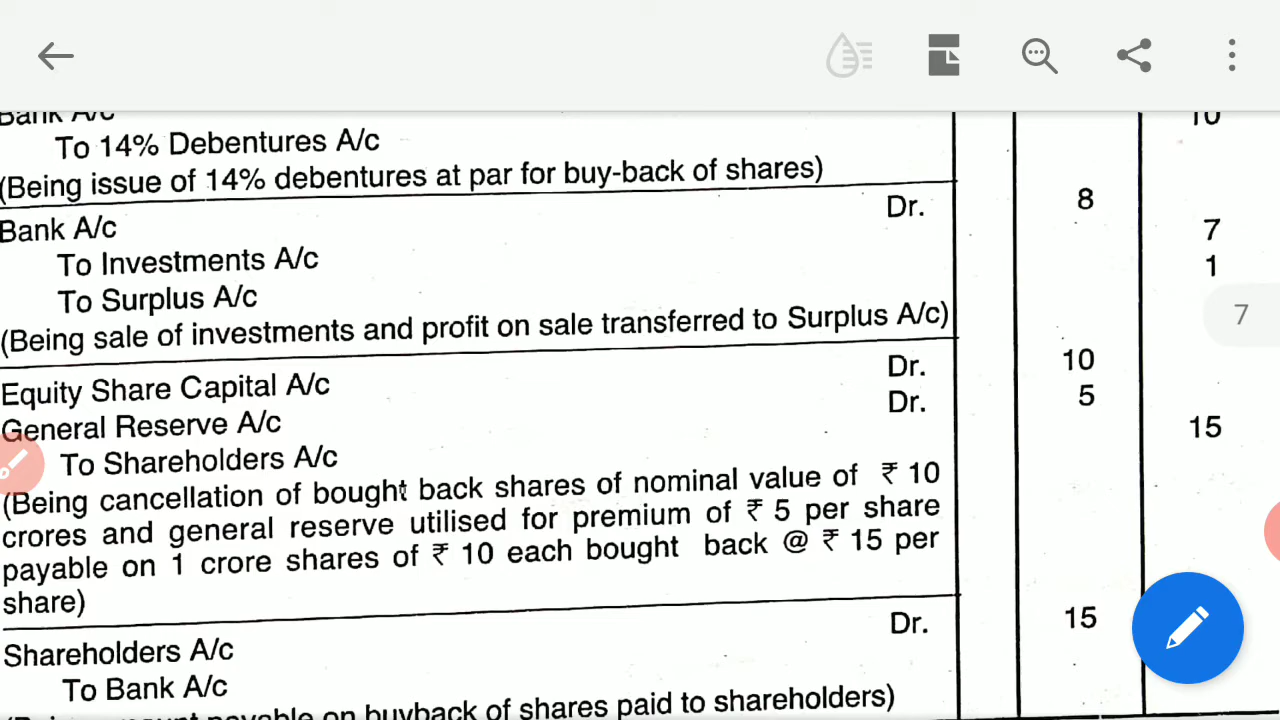 Bank A/c
10
To 14% Debentures A/c
(Being issue of 14% debentures at par for buy-back of shares)
Bank A/c Dr. 8
To Investments A/c 7
To Surplus A/c 1
(Being sale of investments and profit on sale transferred to Surplus A/c)
7
Equity Share Capital A/c Dr. 10
General Reserve A/c Dr. 5
To Shareholders A/c 15
(Being cancellation of bought back shares of nominal value of ₹ 10
crores and general reserve utilised for premium of ₹ 5 per share
payable on 1 crore shares of ₹ 10 each bought back @ ₹ 15 per
share)
Shareholders A/c Dr. 15
To Bank A/c
payable on buyback of shares paid to shareholders)